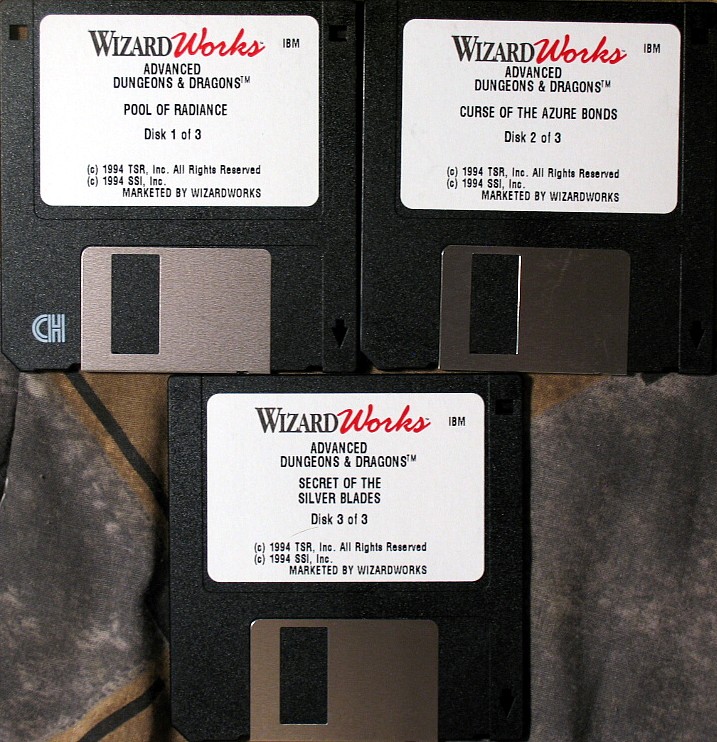 WIZARDWorks™ IBM
ADVANCED
DUNGEONS & DRAGONS™
POOL OF RADIANCE
Disk 1 of 3
(c) 1994 TSR, Inc. All Rights Reserved
(c) 1994 SSI, Inc.
MARKETED BY WIZARDWORKS
CH
WIZARDWorks™ IBM
ADVANCED
DUNGEONS & DRAGONS™
CURSE OF THE AZURE BONDS
Disk 2 of 3
(c) 1994 TSR, Inc. All Rights Reserved
(c) 1994 SSI, Inc.
MARKETED BY WIZARDWORKS
WIZARDWorks™ IBM
ADVANCED
DUNGEONS & DRAGONS™
SECRET OF THE
SILVER BLADES
Disk 3 of 3
(c) 1994 TSR, Inc. All Rights Reserved
(c) 1994 SSI, Inc.
MARKETED BY WIZARDWORKS